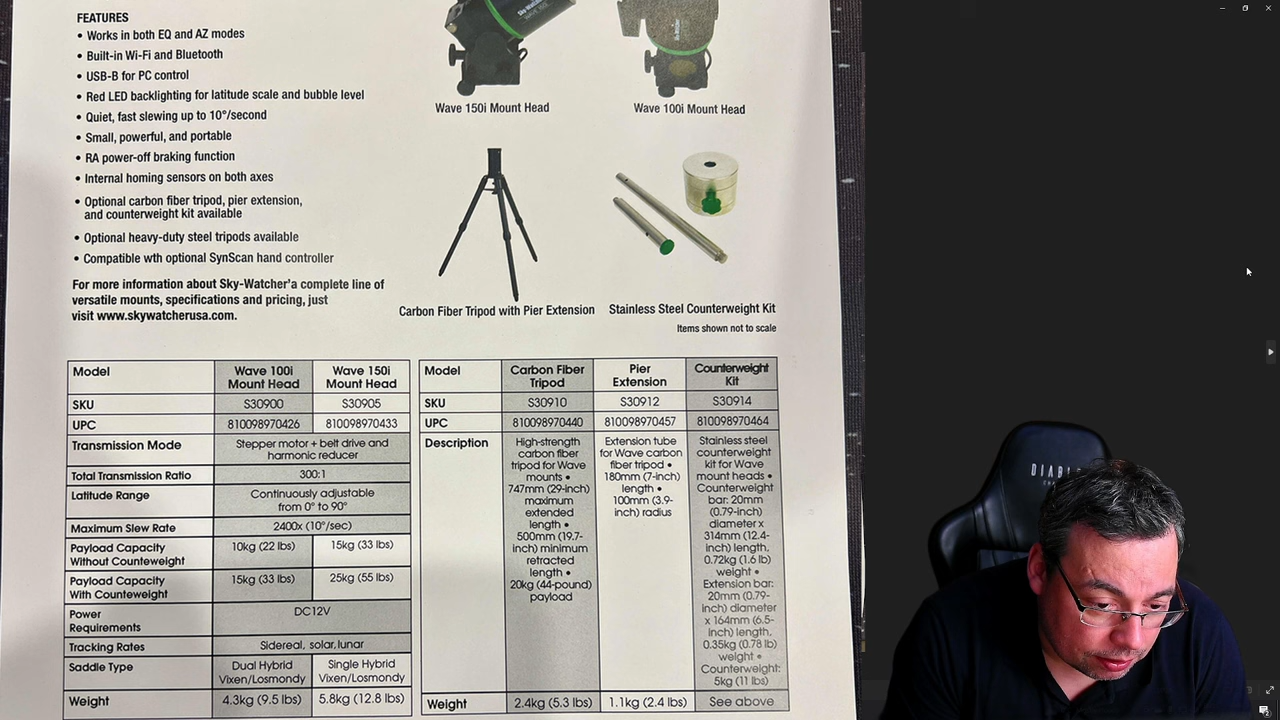 FEATURES
• Works in both EQ and AZ modes
• Built-in Wi-Fi and Bluetooth
• USB-B for PC control
• Red LED backlighting for latitude scale and bubble level
• Quiet, fast slewing up to 10°/second
• Small, powerful, and portable
• RA power-off braking function
• Internal homing sensors on both axes
• Optional carbon fiber tripod, pier extension,
and counterweight kit available
• Optional heavy-duty steel tripods available
• Compatible wth optional SynScan hand controller
For more information about Sky-Watcher'a complete line of
versatile mounts, specifications and pricing, just
visit www.skywatcherusa.com.
Wave 150i Mount Head
Wave 100i Mount Head
Carbon Fiber Tripod with Pier Extension
Stainless Steel Counterweight Kit
Items shown not to scale
Model
Wave 100i
Mount Head
Wave 150i
Mount Head
SKU
S30900
S30905
UPC
810098970426
810098970433
Transmission Mode
Stepper motor + belt drive and
harmonic reducer
Total Transmission Ratio
300:1
Latitude Range
Continuously adjustable
from 0° to 90°
Maximum Slew Rate
2400x (10°/sec)
Payload Capacity
Without Counterweight
10kg (22 lbs)
15kg (33 lbs)
Payload Capacity
With Counterweight
15kg (33 lbs)
25kg (55 lbs)
Power
Requirements
DC12V
Tracking Rates
Sidereal, solar, lunar
Saddle Type
Dual Hybrid
Vixen/Losmondy
Single Hybrid
Vixen/Losmondy
Weight
4.3kg (9.5 lbs)
5.8kg (12.8 lbs)
Model
Carbon Fiber
Tripod
Pier
Extension
Counterweight
Kit
SKU
S30910
S30912
S30914
UPC
810098970440
810098970457
810098970464
Description
High-strength
carbon fiber
tripod for Wave
mounts •
747mm (29-inch)
maximum
extended
length •
500mm (19.7-
inch) minimum
retracted
length •
20kg (44-pound)
payload
Extension tube
for Wave carbon
fiber tripod •
180mm (7-inch)
length •
100mm (3.9-
inch) radius
Stainless steel
counterweight
kit for Wave
mount heads •
Counterweight
bar: 20mm
(0.79-inch)
diameter x
314mm (12.4-
inch) length,
0.72kg (1.6 lb)
weight •
Extension bar:
20mm (0.79-
inch) diameter
x 164mm (6.5-
inch) length,
0.35kg (0.78 lb)
weight •
Counterweight:
5kg (11 lbs)
Weight
2.4kg (5.3 lbs)
1.1kg (2.4 lbs)
See above